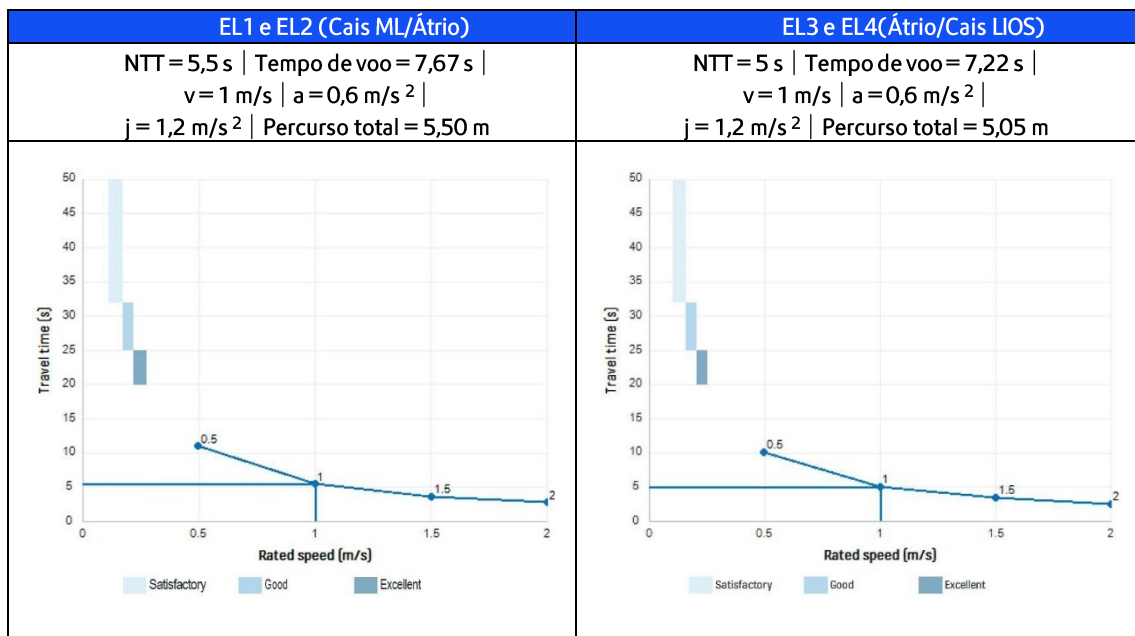 EL1 e EL2 (Cais ML/Átrio)
NTT = 5,5 s | Tempo de voo = 7,67 s |
v = 1 m/s | a = 0,6 m/s ² |
j = 1,2 m/s ² | Percurso total = 5,50 m
50
45
40
35
30
25
20
15
10
5
0
Travel time (s)
0.5
1
1.5
2
0
0.5
1
1.5
2
Rated speed (m/s)
Satisfactory
Good
Excellent
EL3 e EL4(Átrio/Cais LIOS)
NTT = 5 s | Tempo de voo = 7,22 s |
v = 1 m/s | a = 0,6 m/s ² |
j = 1,2 m/s ² | Percurso total = 5,05 m
50
45
40
35
30
25
20
15
10
5
0
Travel time (s)
0.5
1
1.5
2
0
0.5
1
1.5
2
Rated speed (m/s)
Satisfactory
Good
Excellent